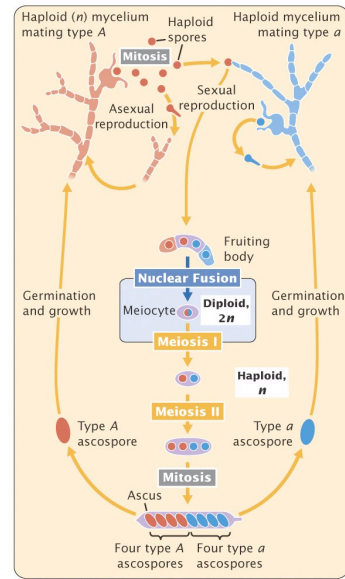 Haploid (n) mycelium
mating type A
Haploid
spores
Haploid mycelium
mating type a
Mitosis
Asexual
reproduction
Sexual
reproduction
Fruiting
body
Nuclear Fusion
Germination
and growth
Meiocyte
Diploid,
2n
Germination
and growth
Meiosis I
Haploid,
n
Meiosis II
Type A
ascospore
Type a
ascospore
Mitosis
Ascus
Four type A
ascospores
Four type a
ascospores